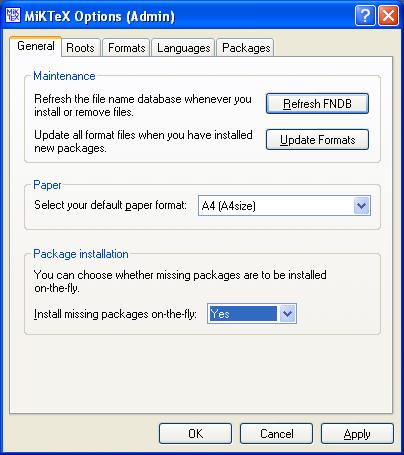 MiKTeX Options (Admin)
General Roots Formats Languages Packages
Maintenance
Refresh the file name database whenever you
install or remove files.
Refresh FNDB
Update all format files when you have installed
new packages.
Update Formats
Paper
Select your default paper format:
A4 (A4size)
Package installation
You can choose whether missing packages are to be installed
on-the-fly.
Install missing packages on-the-fly:
Yes
OK Cancel Apply